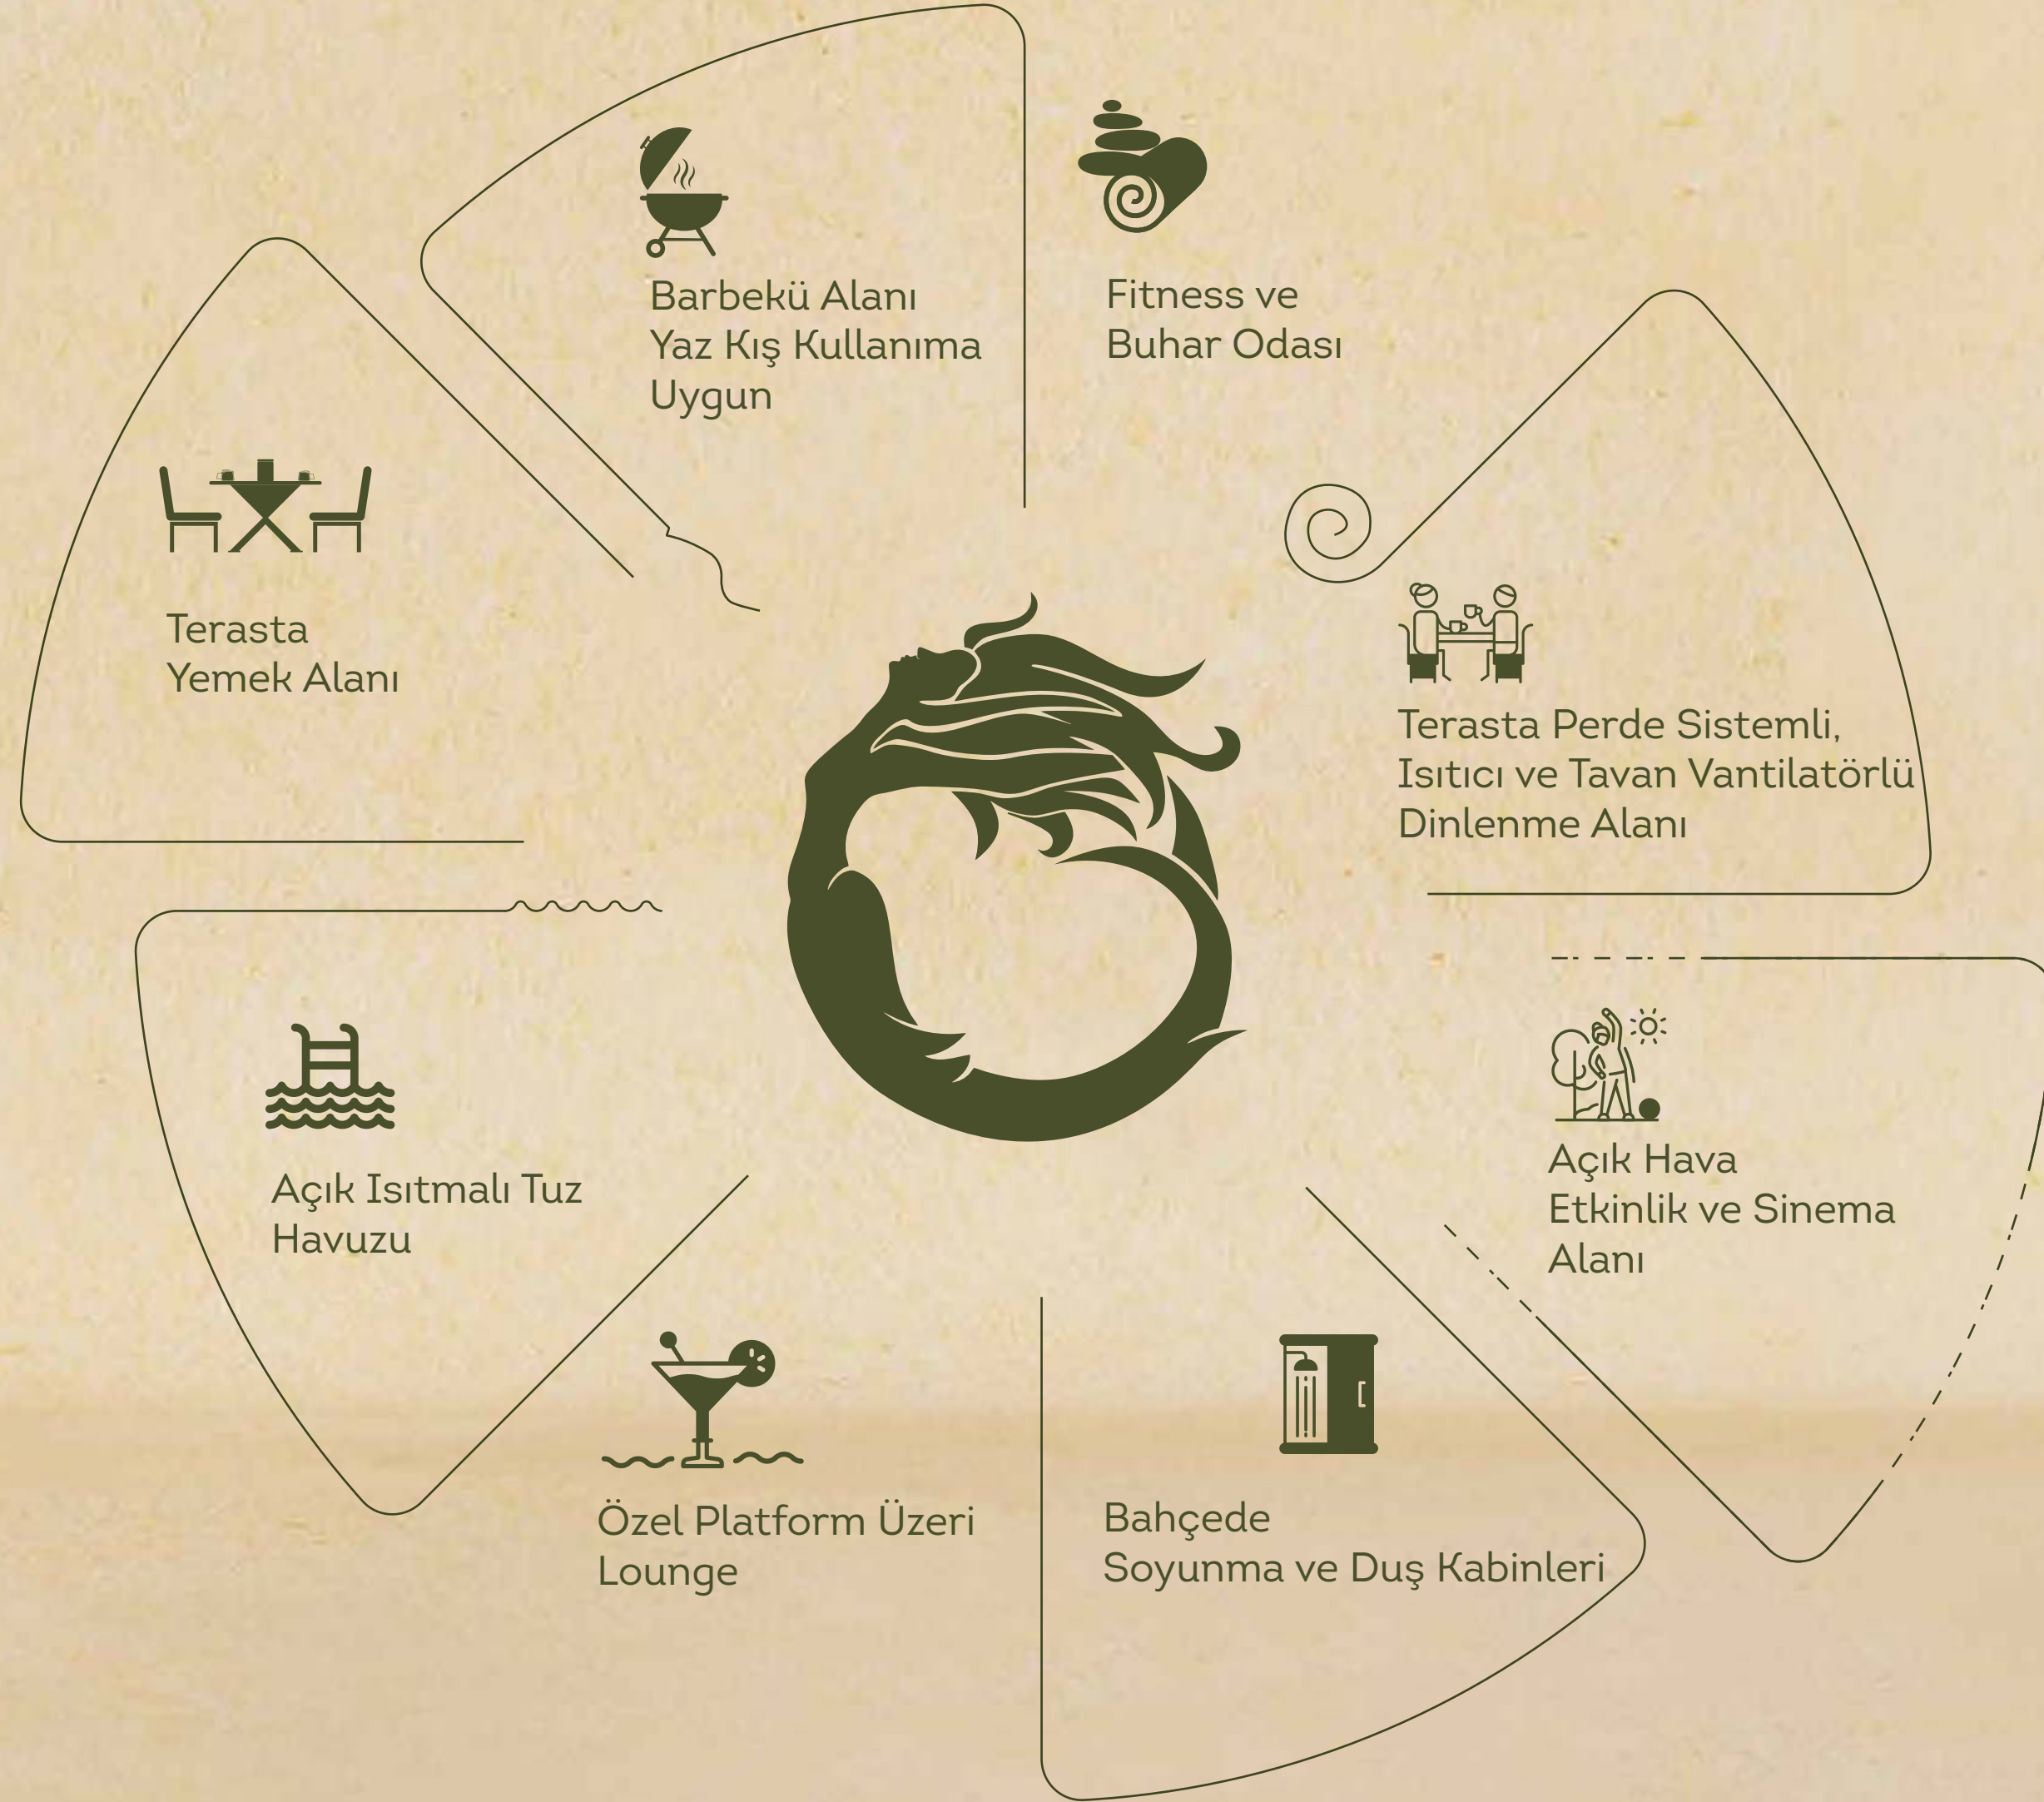 Barbekü Alanı
Yaz Kış Kullanıma
Uygun
Fitness ve
Buhar Odası
Terasta
Yemek Alanı
Terasta Perde Sistemli,
Isıtıcı ve Tavan Vantilatörlü
Dinlenme Alanı
Açık Isıtmalı Tuz
Havuzu
Açık Hava
Etkinlik ve Sinema
Alanı
Özel Platform Üzeri
Lounge
Bahçede
Soyunma ve Duş Kabinleri